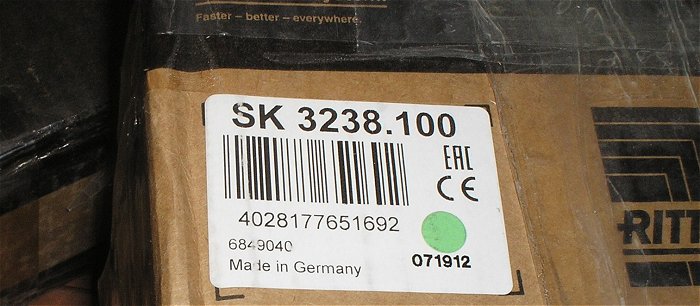 Faster – better – everywhere.
SK 3238.100
EAC
CE
4028177651692
6849040
071912
Made in Germany
RITT